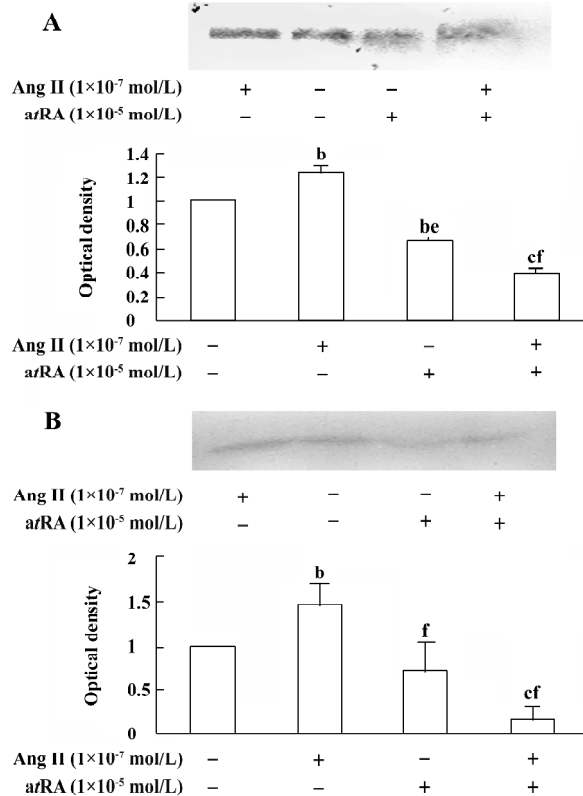 A
Ang II (1×10⁻⁷ mol/L) + – – +
atRA (1×10⁻⁵ mol/L) – – + +
1.4
1.2
1
0.8
0.6
0.4
0.2
0
Optical density
b
be
cf
Ang II (1×10⁻⁷ mol/L) – + – +
atRA (1×10⁻⁵ mol/L) – – + +
B
Ang II (1×10⁻⁷ mol/L) + – – +
atRA (1×10⁻⁵ mol/L) – – + +
2
1.5
1
0.5
0
Optical density
b
f
cf
Ang II (1×10⁻⁷ mol/L) – + – +
atRA (1×10⁻⁵ mol/L) – – + +